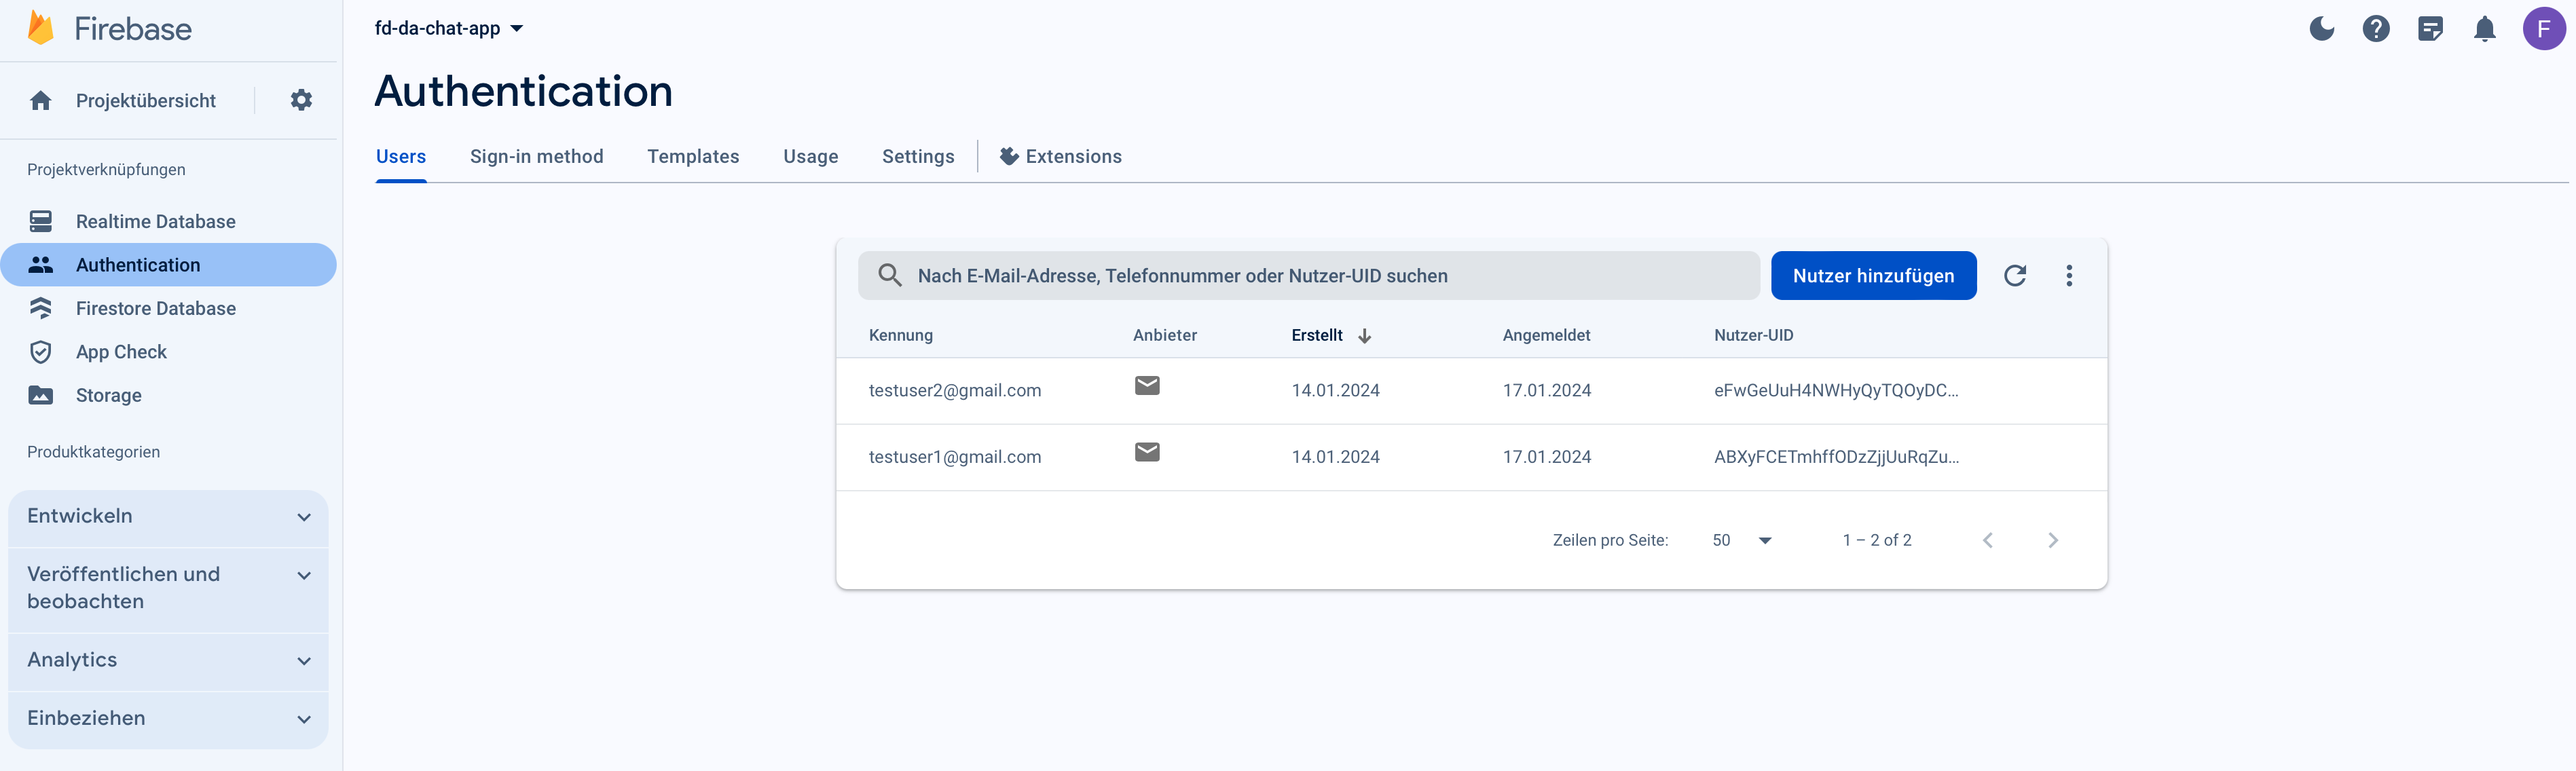 Firebase
Projektübersicht
Projektverknüpfungen
Realtime Database
Authentication
Firestore Database
App Check
Storage
Produktkategorien
Entwickeln
Veröffentlichen und
beobachten
Analytics
Einbeziehen
fd-da-chat-app
F
Authentication
Users Sign-in method Templates Usage Settings Extensions
Nach E-Mail-Adresse, Telefonnummer oder Nutzer-UID suchen Nutzer hinzufügen
Kennung Anbieter Erstellt Angemeldet Nutzer-UID
testuser2@gmail.com 14.01.2024 17.01.2024 eFwGeUuH4NWHyQyTQOyDC...
testuser1@gmail.com 14.01.2024 17.01.2024 ABXyFCETmhffODzZjjUuRqZu...
Zeilen pro Seite: 50 1 – 2 of 2